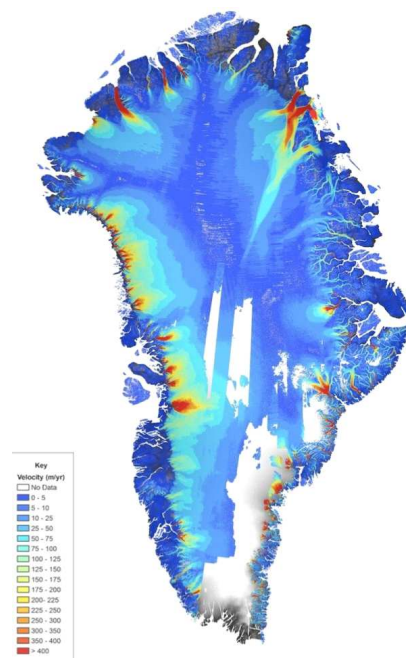 Key
Velocity (m/yr)
No Data
0 - 5
5 - 10
10 - 25
25 - 50
50 - 75
75 - 100
100 - 125
125 - 150
150 - 175
175 - 200
200- 225
225 - 250
250 - 300
300 - 350
350 - 400
> 400